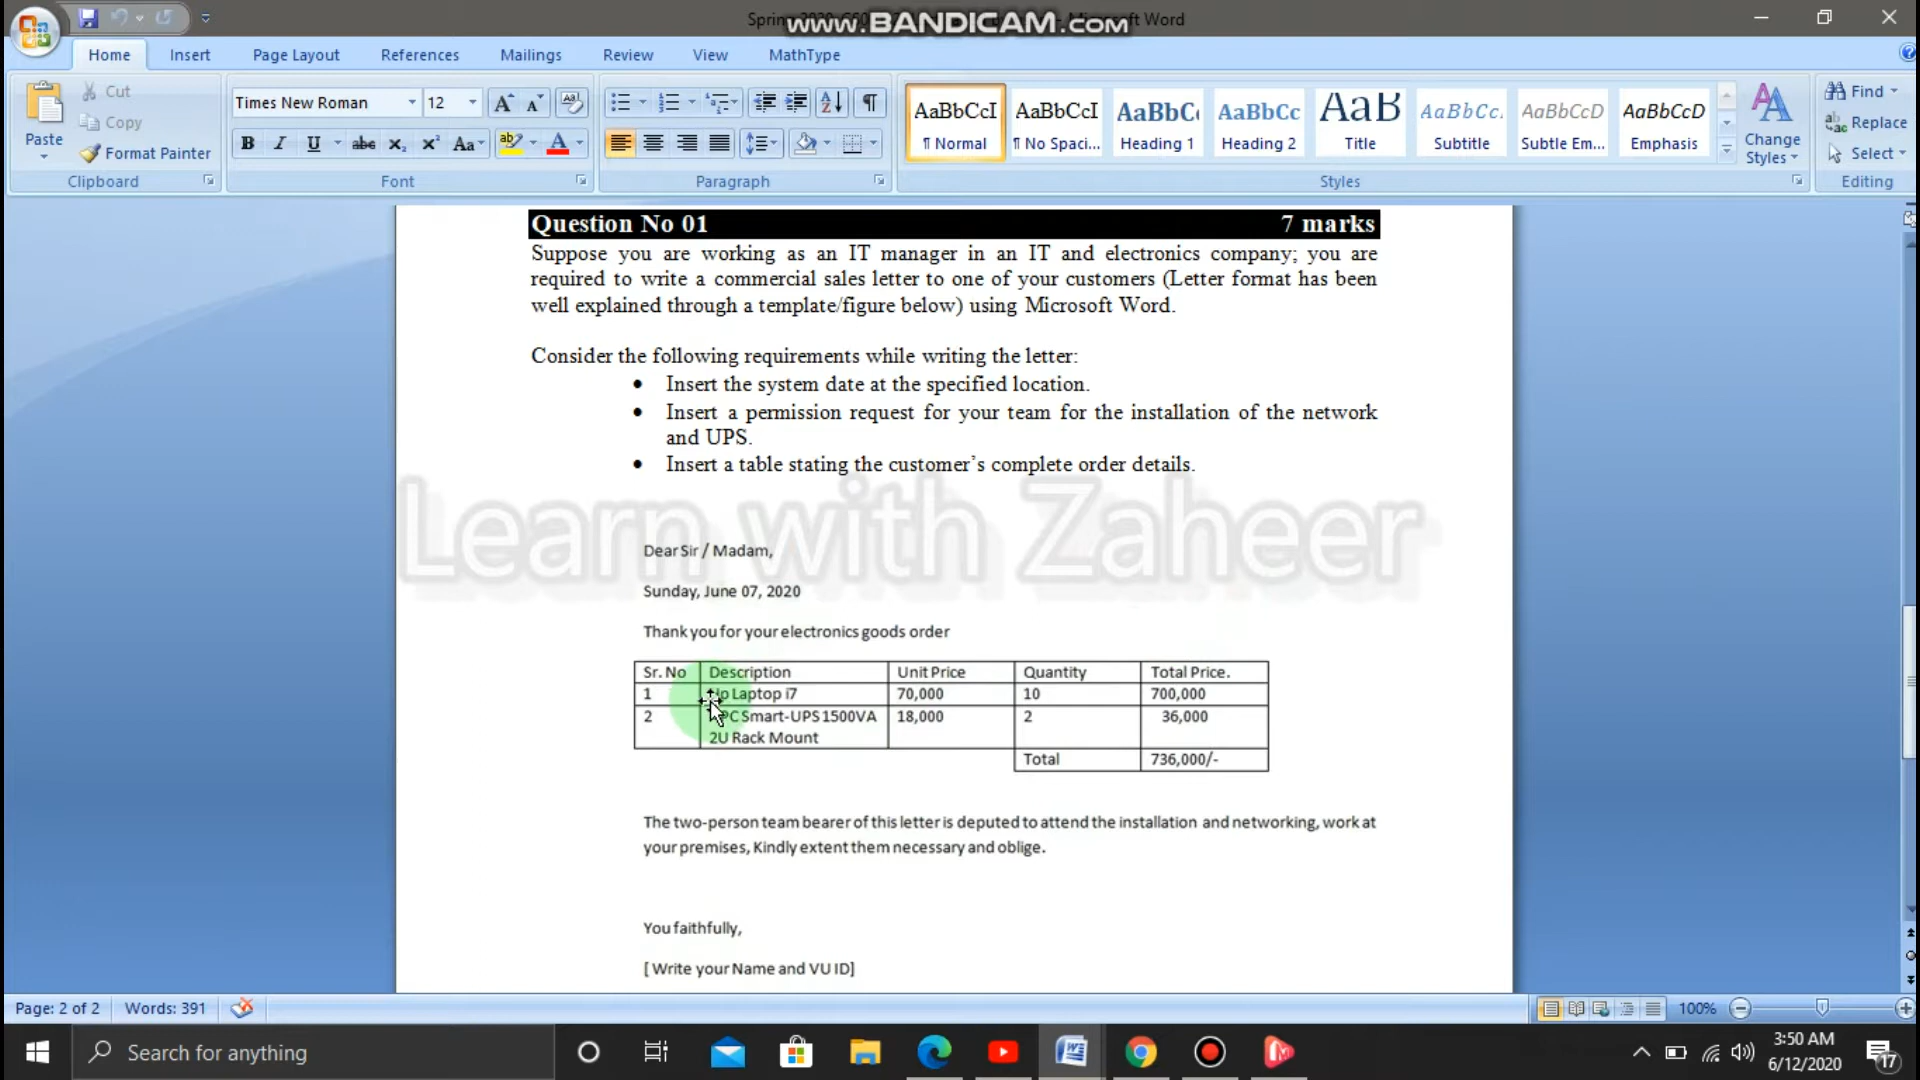 Spring 2020 Microsoft Word
www.BANDICAM.com
Home Insert Page Layout References Mailings Review View MathType
Paste
Cut
Copy
Format Painter
Clipboard
Times New Roman 12
Font
Paragraph
AaBbCcI AaBbCcI AaBbC AaBbCc AaB AaBbCc. AaBbCcD AaBbCcD
¶ Normal ¶ No Spaci... Heading 1 Heading 2 Title Subtitle Subtle Em... Emphasis
Styles
Change Styles
Find
Replace
Select
Editing
Question No 01 7 marks
Suppose you are working as an IT manager in an IT and electronics company; you are
required to write a commercial sales letter to one of your customers (Letter format has been
well explained through a template/figure below) using Microsoft Word.
Consider the following requirements while writing the letter:
• Insert the system date at the specified location.
• Insert a permission request for your team for the installation of the network
and UPS.
• Insert a table stating the customer's complete order details.
Learn with Zaheer
Dear Sir / Madam,
Sunday, June 07, 2020
Thank you for your electronics goods order
Sr. No Description Unit Price Quantity Total Price.
1 Laptop i7 70,000 10 700,000
2 Smart-UPS 1500VA 18,000 2 36,000
2U Rack Mount
Total 736,000/-
The two-person team bearer of this letter is deputed to attend the installation and networking, work at
your premises, Kindly extent them necessary and oblige.
You faithfully,
[ Write your Name and VU ID]
Page: 2 of 2 Words: 391 100%
Search for anything
3:50 AM
6/12/2020
17